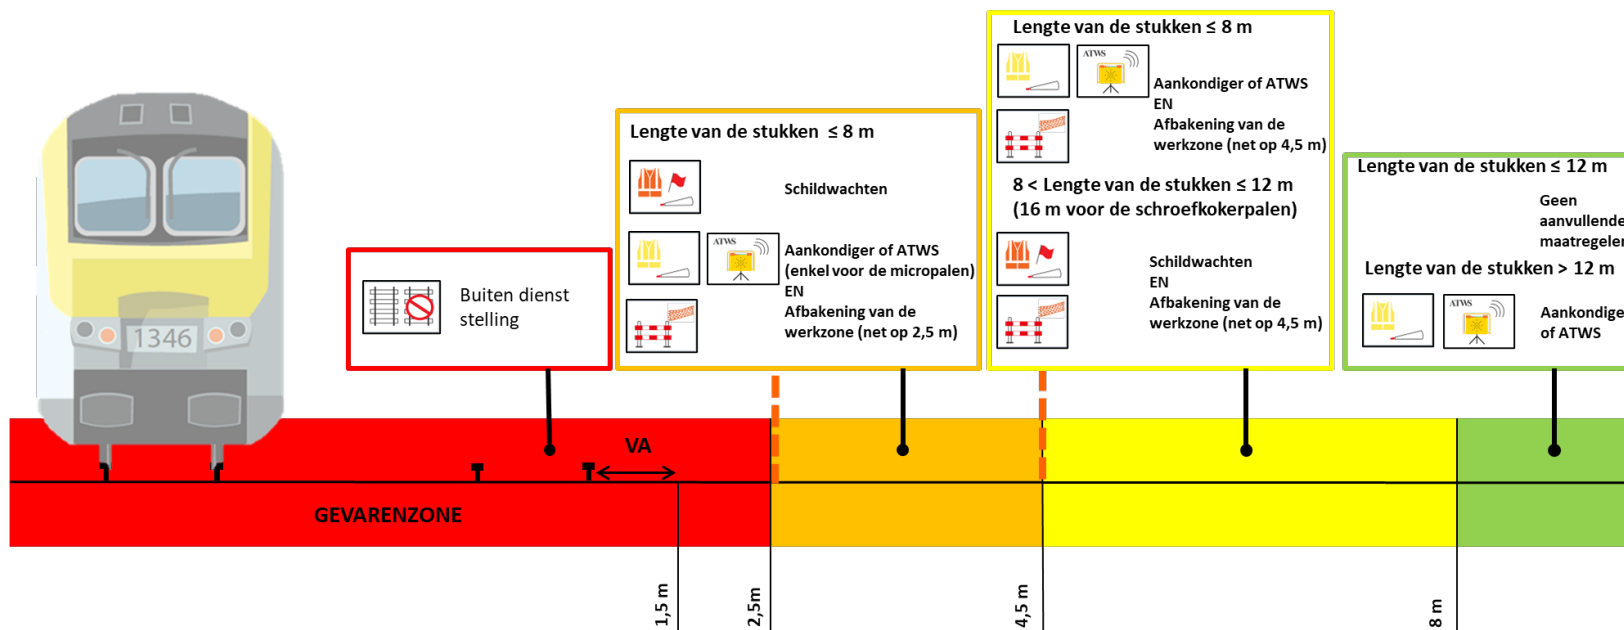 1346
Buiten dienst
stelling
Lengte van de stukken ≤ 8 m
Schildwachten
ATWS
Aankondiger of ATWS
(enkel voor de micropalen)
EN
Afbakening van de
werkzone (net op 2,5 m)
Lengte van de stukken ≤ 8 m
ATWS
Aankondiger of ATWS
EN
Afbakening van de
werkzone (net op 4,5 m)
8 < Lengte van de stukken ≤ 12 m
(16 m voor de schroefkokerpalen)
Schildwachten
EN
Afbakening van de
werkzone (net op 4,5 m)
Lengte van de stukken ≤ 12 m
Geen
aanvullende
maatregelen
Lengte van de stukken > 12 m
ATWS
Aankondige
of ATWS
VA
GEVARENZONE
1,5 m
2,5m
4,5 m
8 m